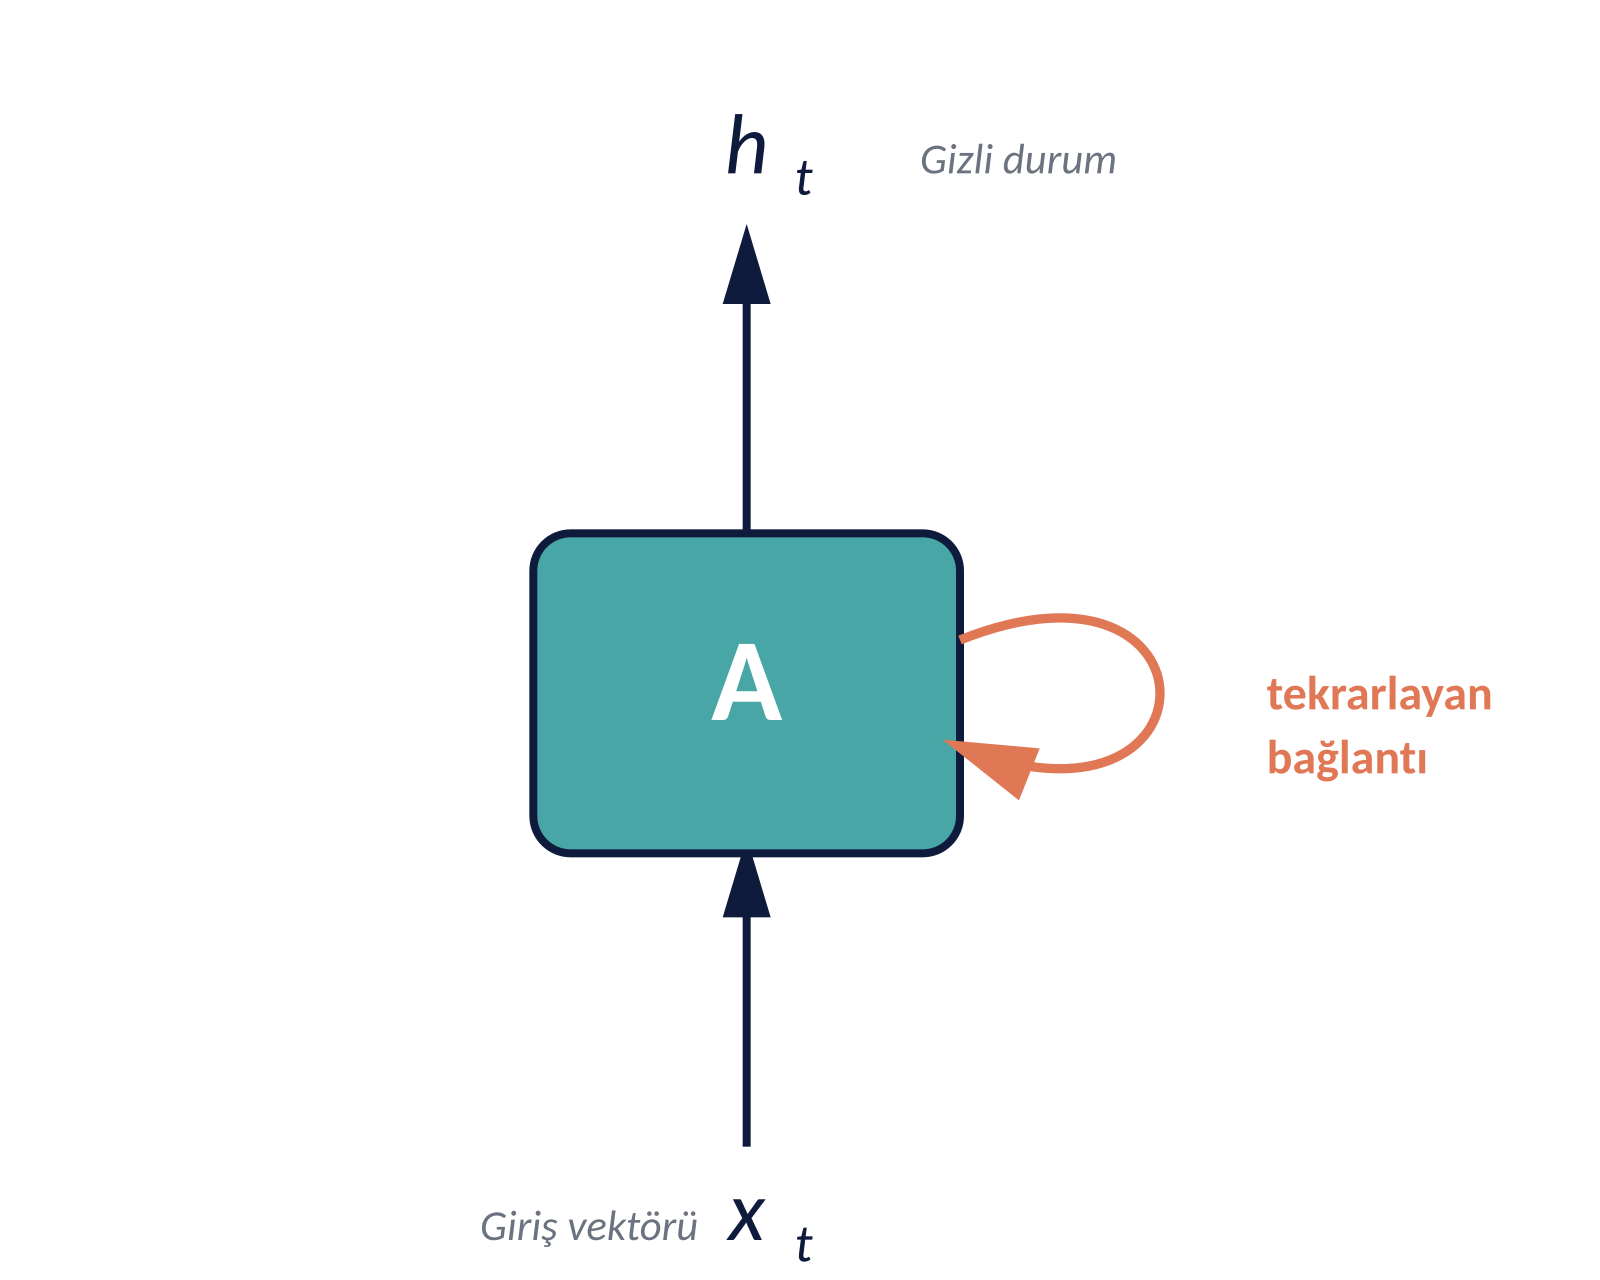 h t Gizli durum
A
tekrarlayan
bağlantı
Giriş vektörü x t